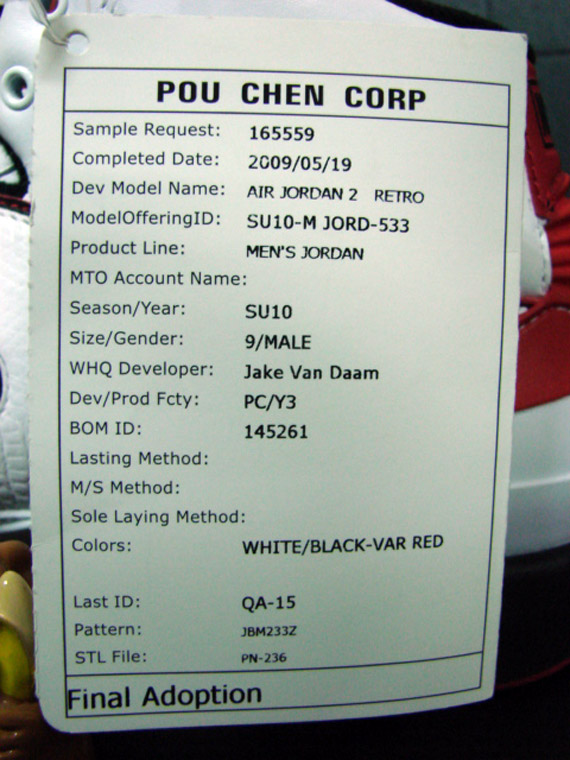 POU CHEN CORP
Sample Request: 165559
Completed Date: 2009/05/19
Dev Model Name: AIR JORDAN 2 RETRO
ModelOfferingID: SU10-M JORD-533
Product Line: MEN'S JORDAN
MTO Account Name:
Season/Year: SU10
Size/Gender: 9/MALE
WHQ Developer: Jake Van Daam
Dev/Prod Fcty: PC/Y3
BOM ID: 145261
Lasting Method:
M/S Method:
Sole Laying Method:
Colors: WHITE/BLACK-VAR RED
Last ID: QA-15
Pattern: JBM233Z
STL File: PN-236
Final Adoption